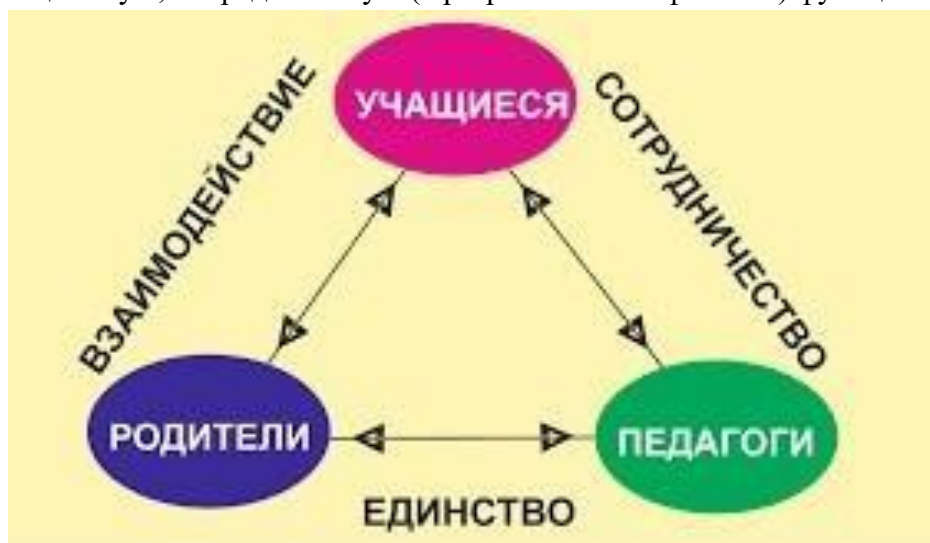 УЧАЩИЕСЯ
ВЗАИМОДЕЙСТВИЕ
СОТРУДНИЧЕСТВО
РОДИТЕЛИ
ПЕДАГОГИ
ЕДИНСТВО